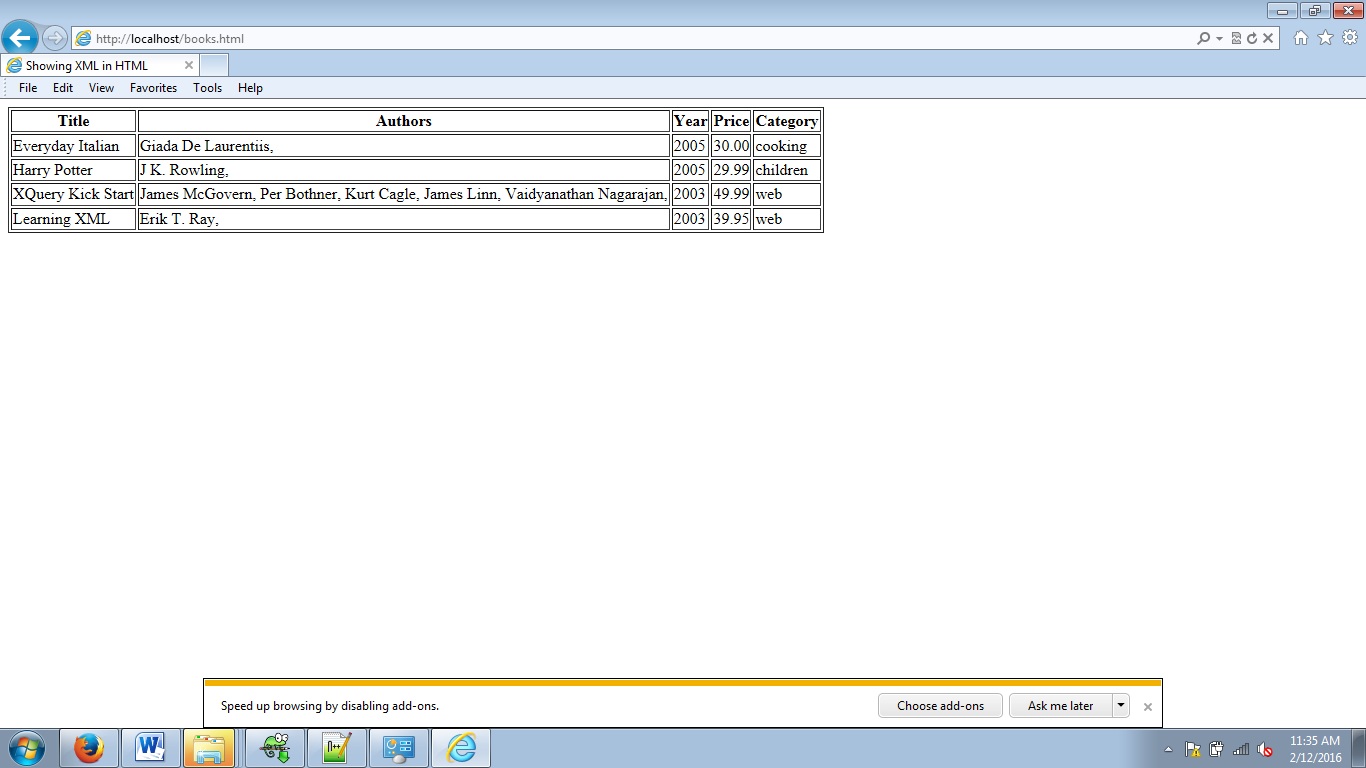 http://localhost/books.html
Showing XML in HTML
File Edit View Favorites Tools Help
Title Authors Year Price Category
Everyday Italian Giada De Laurentiis, 2005 30.00 cooking
Harry Potter J K. Rowling, 2005 29.99 children
XQuery Kick Start James McGovern, Per Bothner, Kurt Cagle, James Linn, Vaidyanathan Nagarajan, 2003 49.99 web
Learning XML Erik T. Ray, 2003 39.95 web
Speed up browsing by disabling add-ons. Choose add-ons Ask me later
11:35 AM
2/12/2016